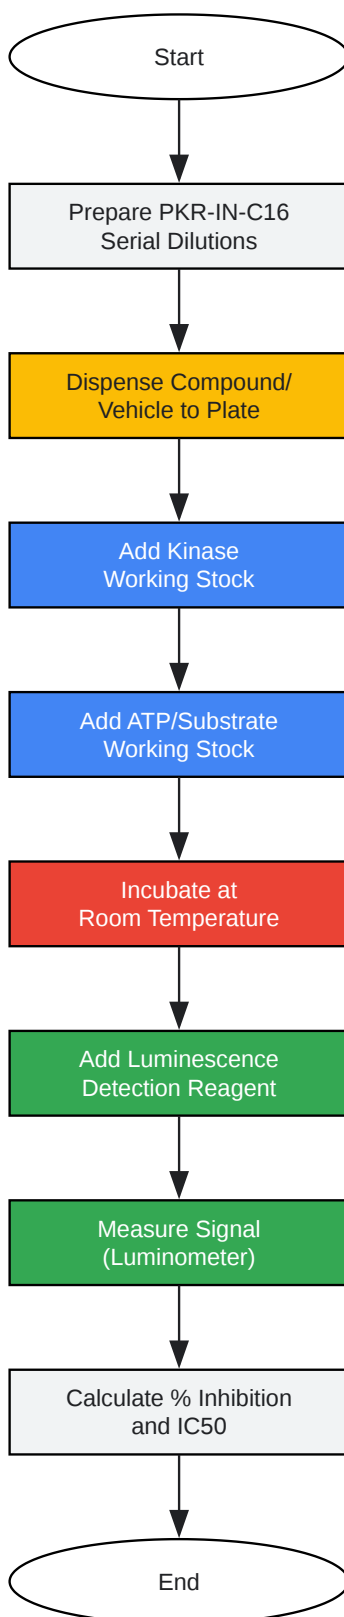 Start
Prepare PKR-IN-C16
Serial Dilutions
Dispense Compound/
Vehicle to Plate
Add Kinase
Working Stock
Add ATP/Substrate
Working Stock
Incubate at
Room Temperature
Add Luminescence
Detection Reagent
Measure Signal
(Luminometer)
Calculate % Inhibition
and IC50
End